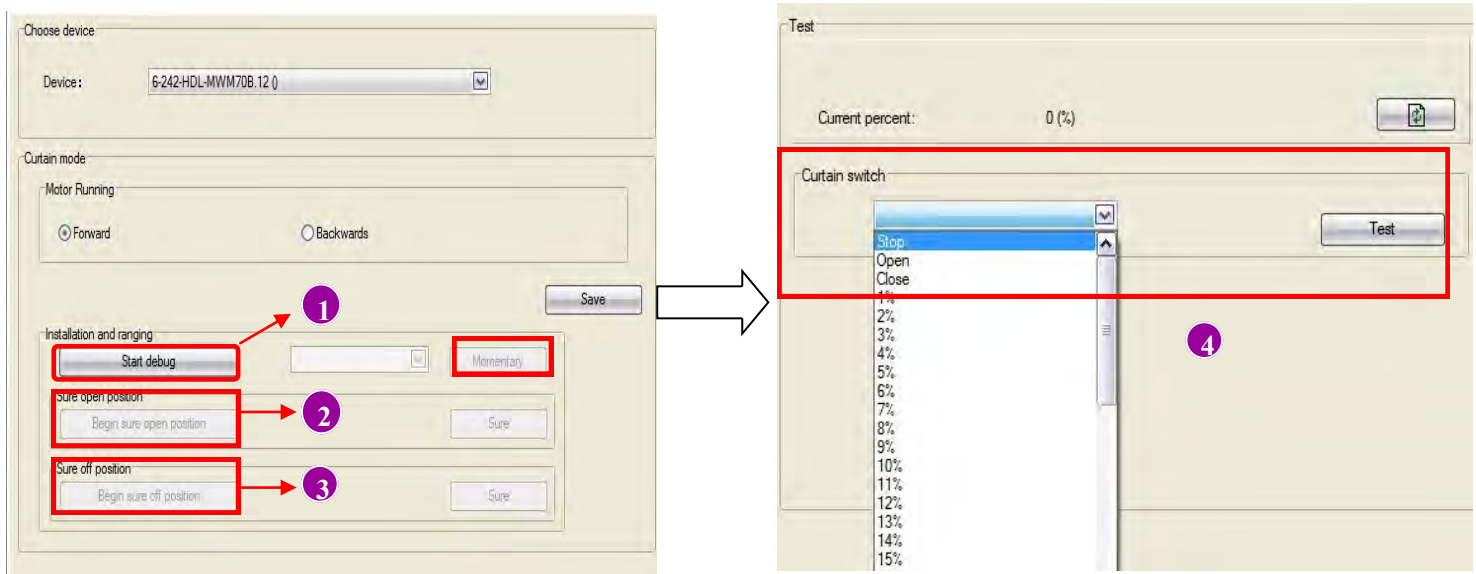 Choose device
Device: 6-242-HDL-MWM70B.12 ()
Curtain mode
Motor Running
Forward Backwards
Save
1
Installation and ranging
Start debug Momentary
Sure open position
Begin sure open position Sure
2
Sure off position
Begin sure off position Sure
3
Test
Current percent: 0 (%)
Curtain switch
Test
Stop
Open
Close
1%
2%
3%
4%
5%
6%
7%
8%
9%
10%
11%
12%
13%
14%
15%
4